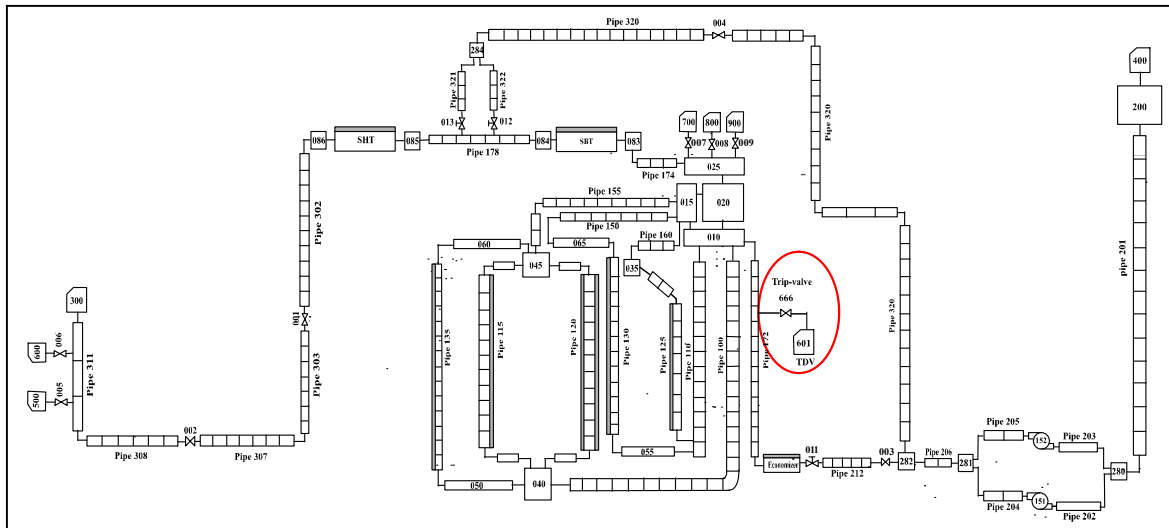 Pipe 320
004
284
400
Pipe 321
Pipe 322
200
013
012
700
800
900
Pipe 320
086
SHT
085
084
SBT
083
007
008
009
Pipe 178
025
Pipe 174
Pipe 155
015
020
Pipe 302
Pipe 150
pipe 201
Pipe 160
010
060
065
045
035
Trip-valve
666
300
001
Pipe 135
Pipe 115
Pipe 120
Pipe 130
Pipe 125
Pipe 110
Pipe 100
Pipe 172
601
TDV
Pipe 320
600
006
Pipe 311
Pipe 303
500
005
002
Pipe 308
Pipe 307
055
050
040
Economizer
011
Pipe 212
003
282
Pipe 206
281
Pipe 205
152
Pipe 203
280
Pipe 204
151
Pipe 202